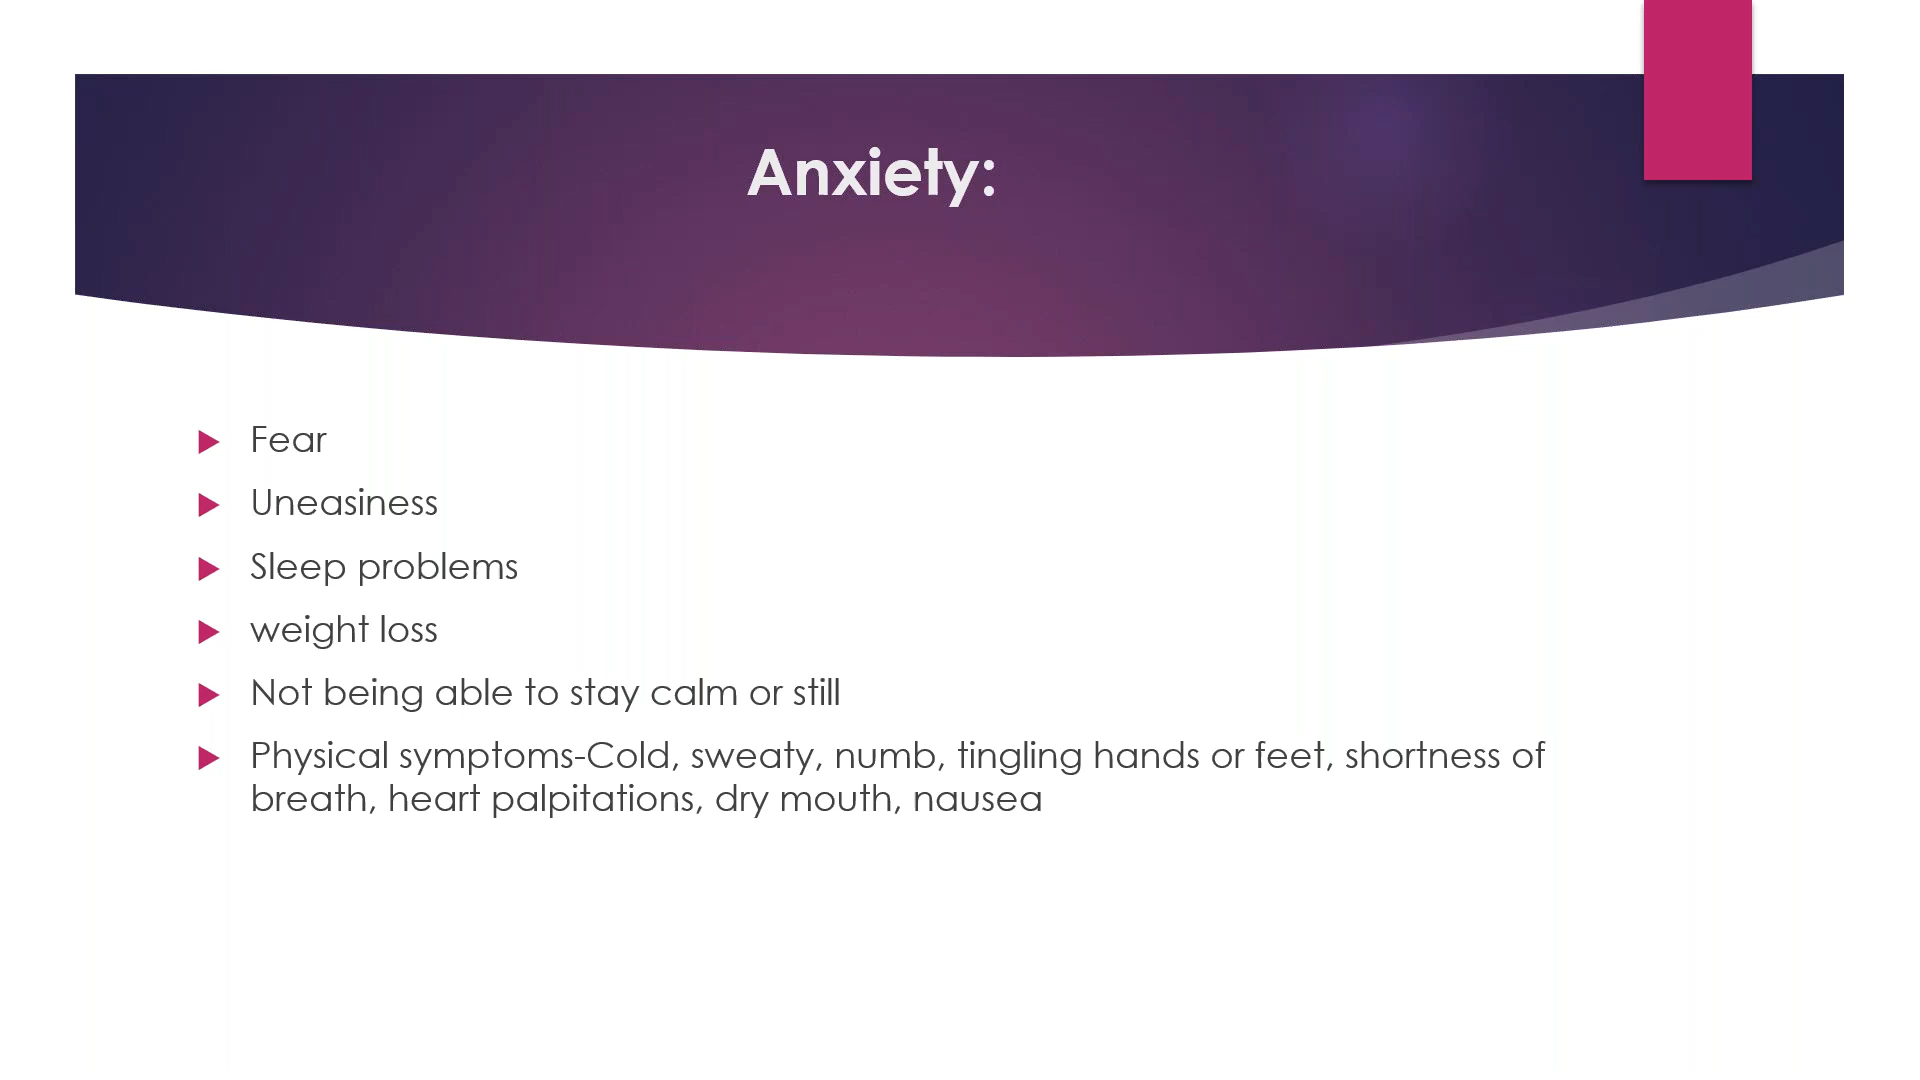 Anxiety:
Fear
Uneasiness
Sleep problems
weight loss
Not being able to stay calm or still
Physical symptoms-Cold, sweaty, numb, tingling hands or feet, shortness of
breath, heart palpitations, dry mouth, nausea